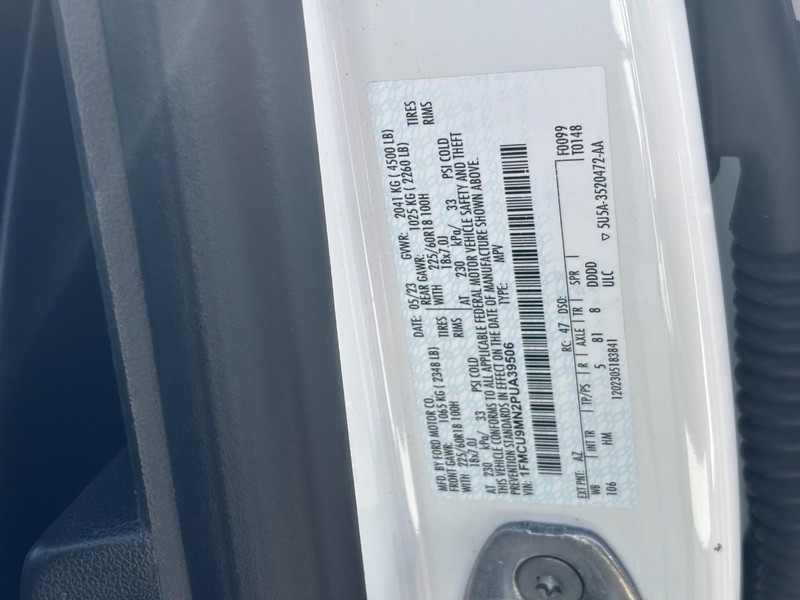 MFD. BY FORD MOTOR CO.
DATE: 05/23 GVWR: 2041 KG ( 4500 LB)
FRONT GAWR: 1065 KG ( 2348 LB) REAR GAWR: 1025 KG ( 2260 LB)
WITH 225/60R18 100H TIRES WITH 225/60R18 100H TIRES
18x7.0J RIMS 18x7.0J RIMS
AT 230 kPa/ 33 PSI COLD AT 230 kPa/ 33 PSI COLD
THIS VEHICLE CONFORMS TO ALL APPLICABLE FEDERAL MOTOR VEHICLE SAFETY AND THEFT
PREVENTION STANDARDS IN EFFECT ON THE DATE OF MANUFACTURE SHOWN ABOVE.
VIN: 1FMCU9MN2PUA39506 TYPE: MPV
F0099
T0148
EXT PNT: AZ RC: 47 DSO:
WB INT TR TP/PS R AXLE TR SPR
106 HM 5 81 8 DDDD
ULC
▽ 5U5A-3520472-AA
1202305183841